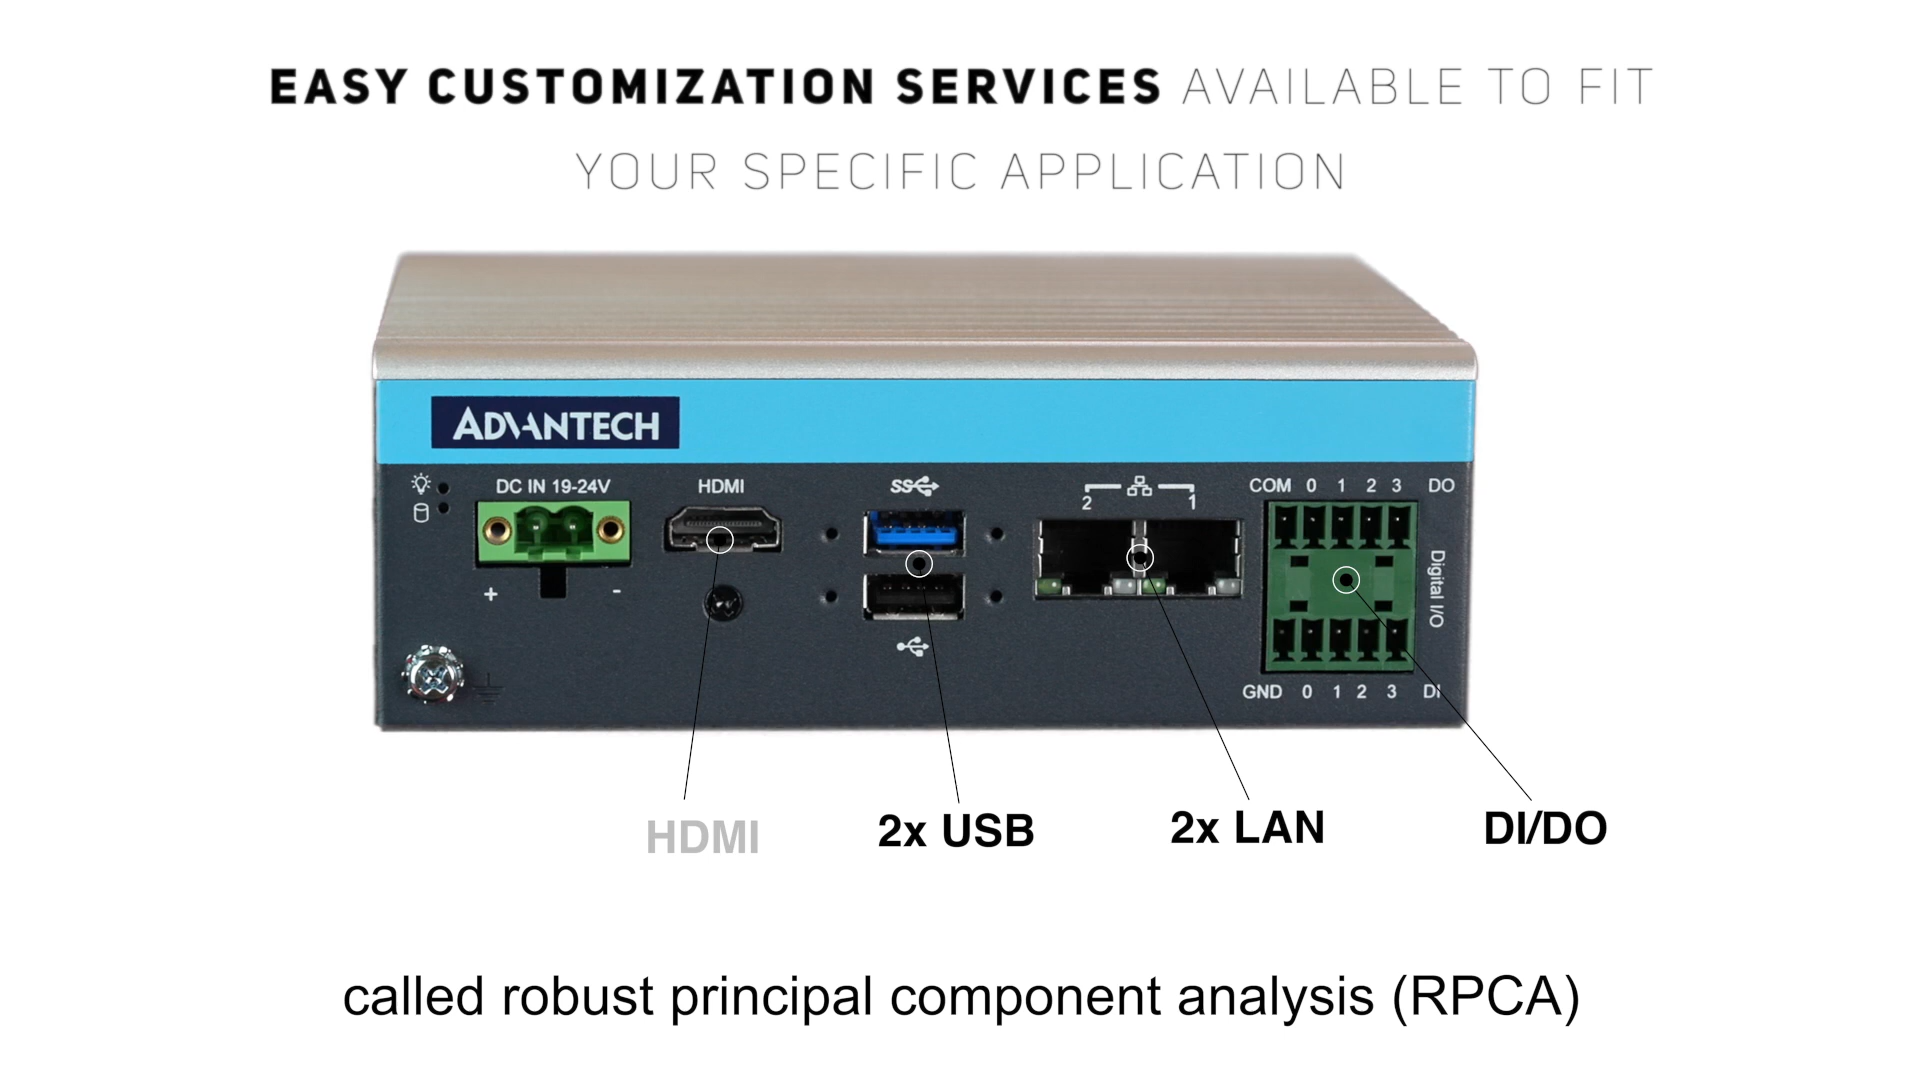 EASY CUSTOMIZATION SERVICES AVAILABLE TO FIT
YOUR SPECIFIC APPLICATION
ADVANTECH
DC IN 19-24V
HDMI
2 1
COM 0 1 2 3 DO
+ -
Digital I/O
GND 0 1 2 3 DI
HDMI
2x USB
2x LAN
DI/DO
called robust principal component analysis (RPCA)